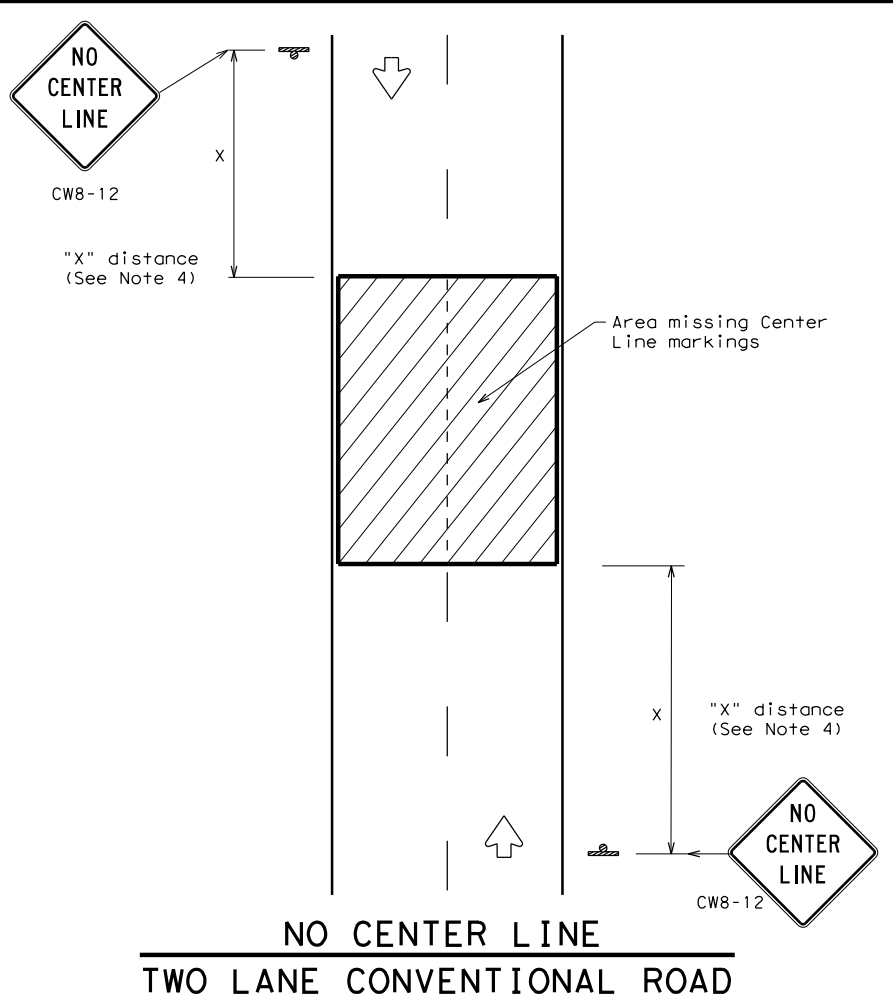 NO
CENTER
LINE
CW8-12
X
"X" distance
(See Note 4)
Area missing Center
Line markings
X
"X" distance
(See Note 4)
NO
CENTER
LINE
CW8-12
NO CENTER LINE
TWO LANE CONVENTIONAL ROAD